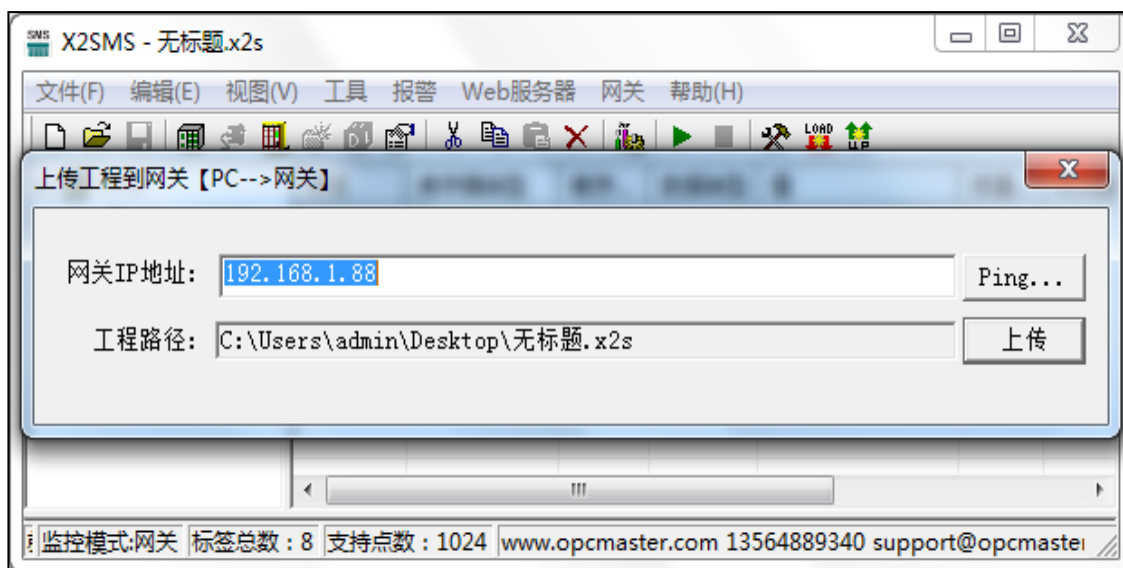 X2SMS - 无标题.x2s
文件(F) 编辑(E) 视图(V) 工具 报警 Web服务器 网关 帮助(H)
LOAD UP
上传工程到网关【PC-->网关】
网关IP地址: 192.168.1.88 Ping...
工程路径: C:\Users\admin\Desktop\无标题.x2s 上传
监控模式:网关 标签总数：8 支持点数：1024 www.opcmaster.com 13564889340 support@opcmaster